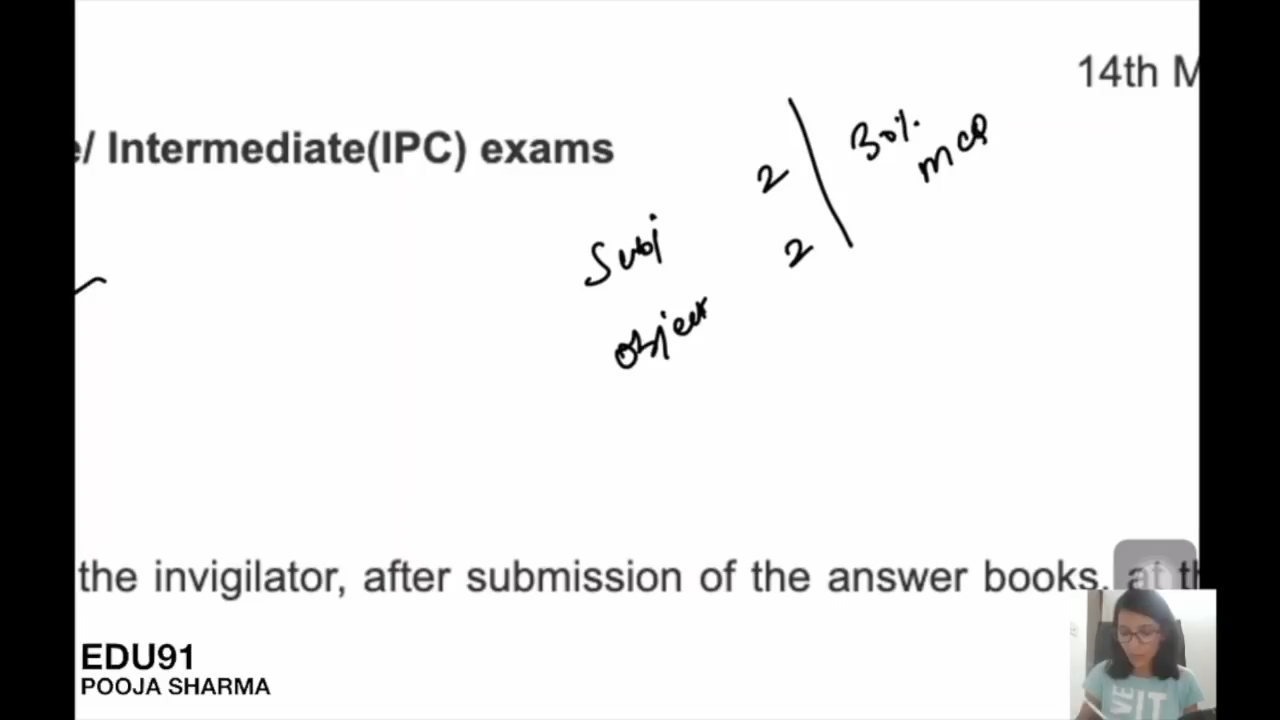 14th M
e/ Intermediate(IPC) exams
2 30% MCQ
Subj 2
Object
the invigilator, after submission of the answer books, at th
EDU91
POOJA SHARMA